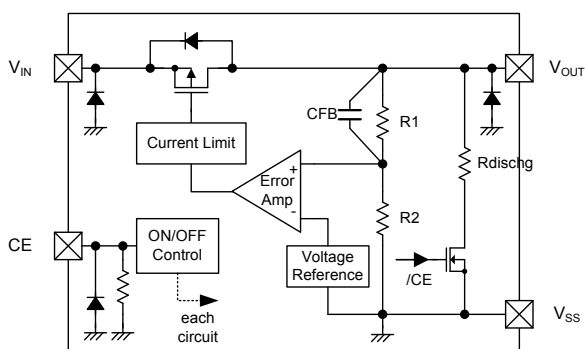 VIN
VOUT
CFB
R1
Current Limit
Rdischg
+
Error
Amp
-
R2
CE
ON/OFF
Control
Voltage
Reference
/CE
each
circuit
VSS